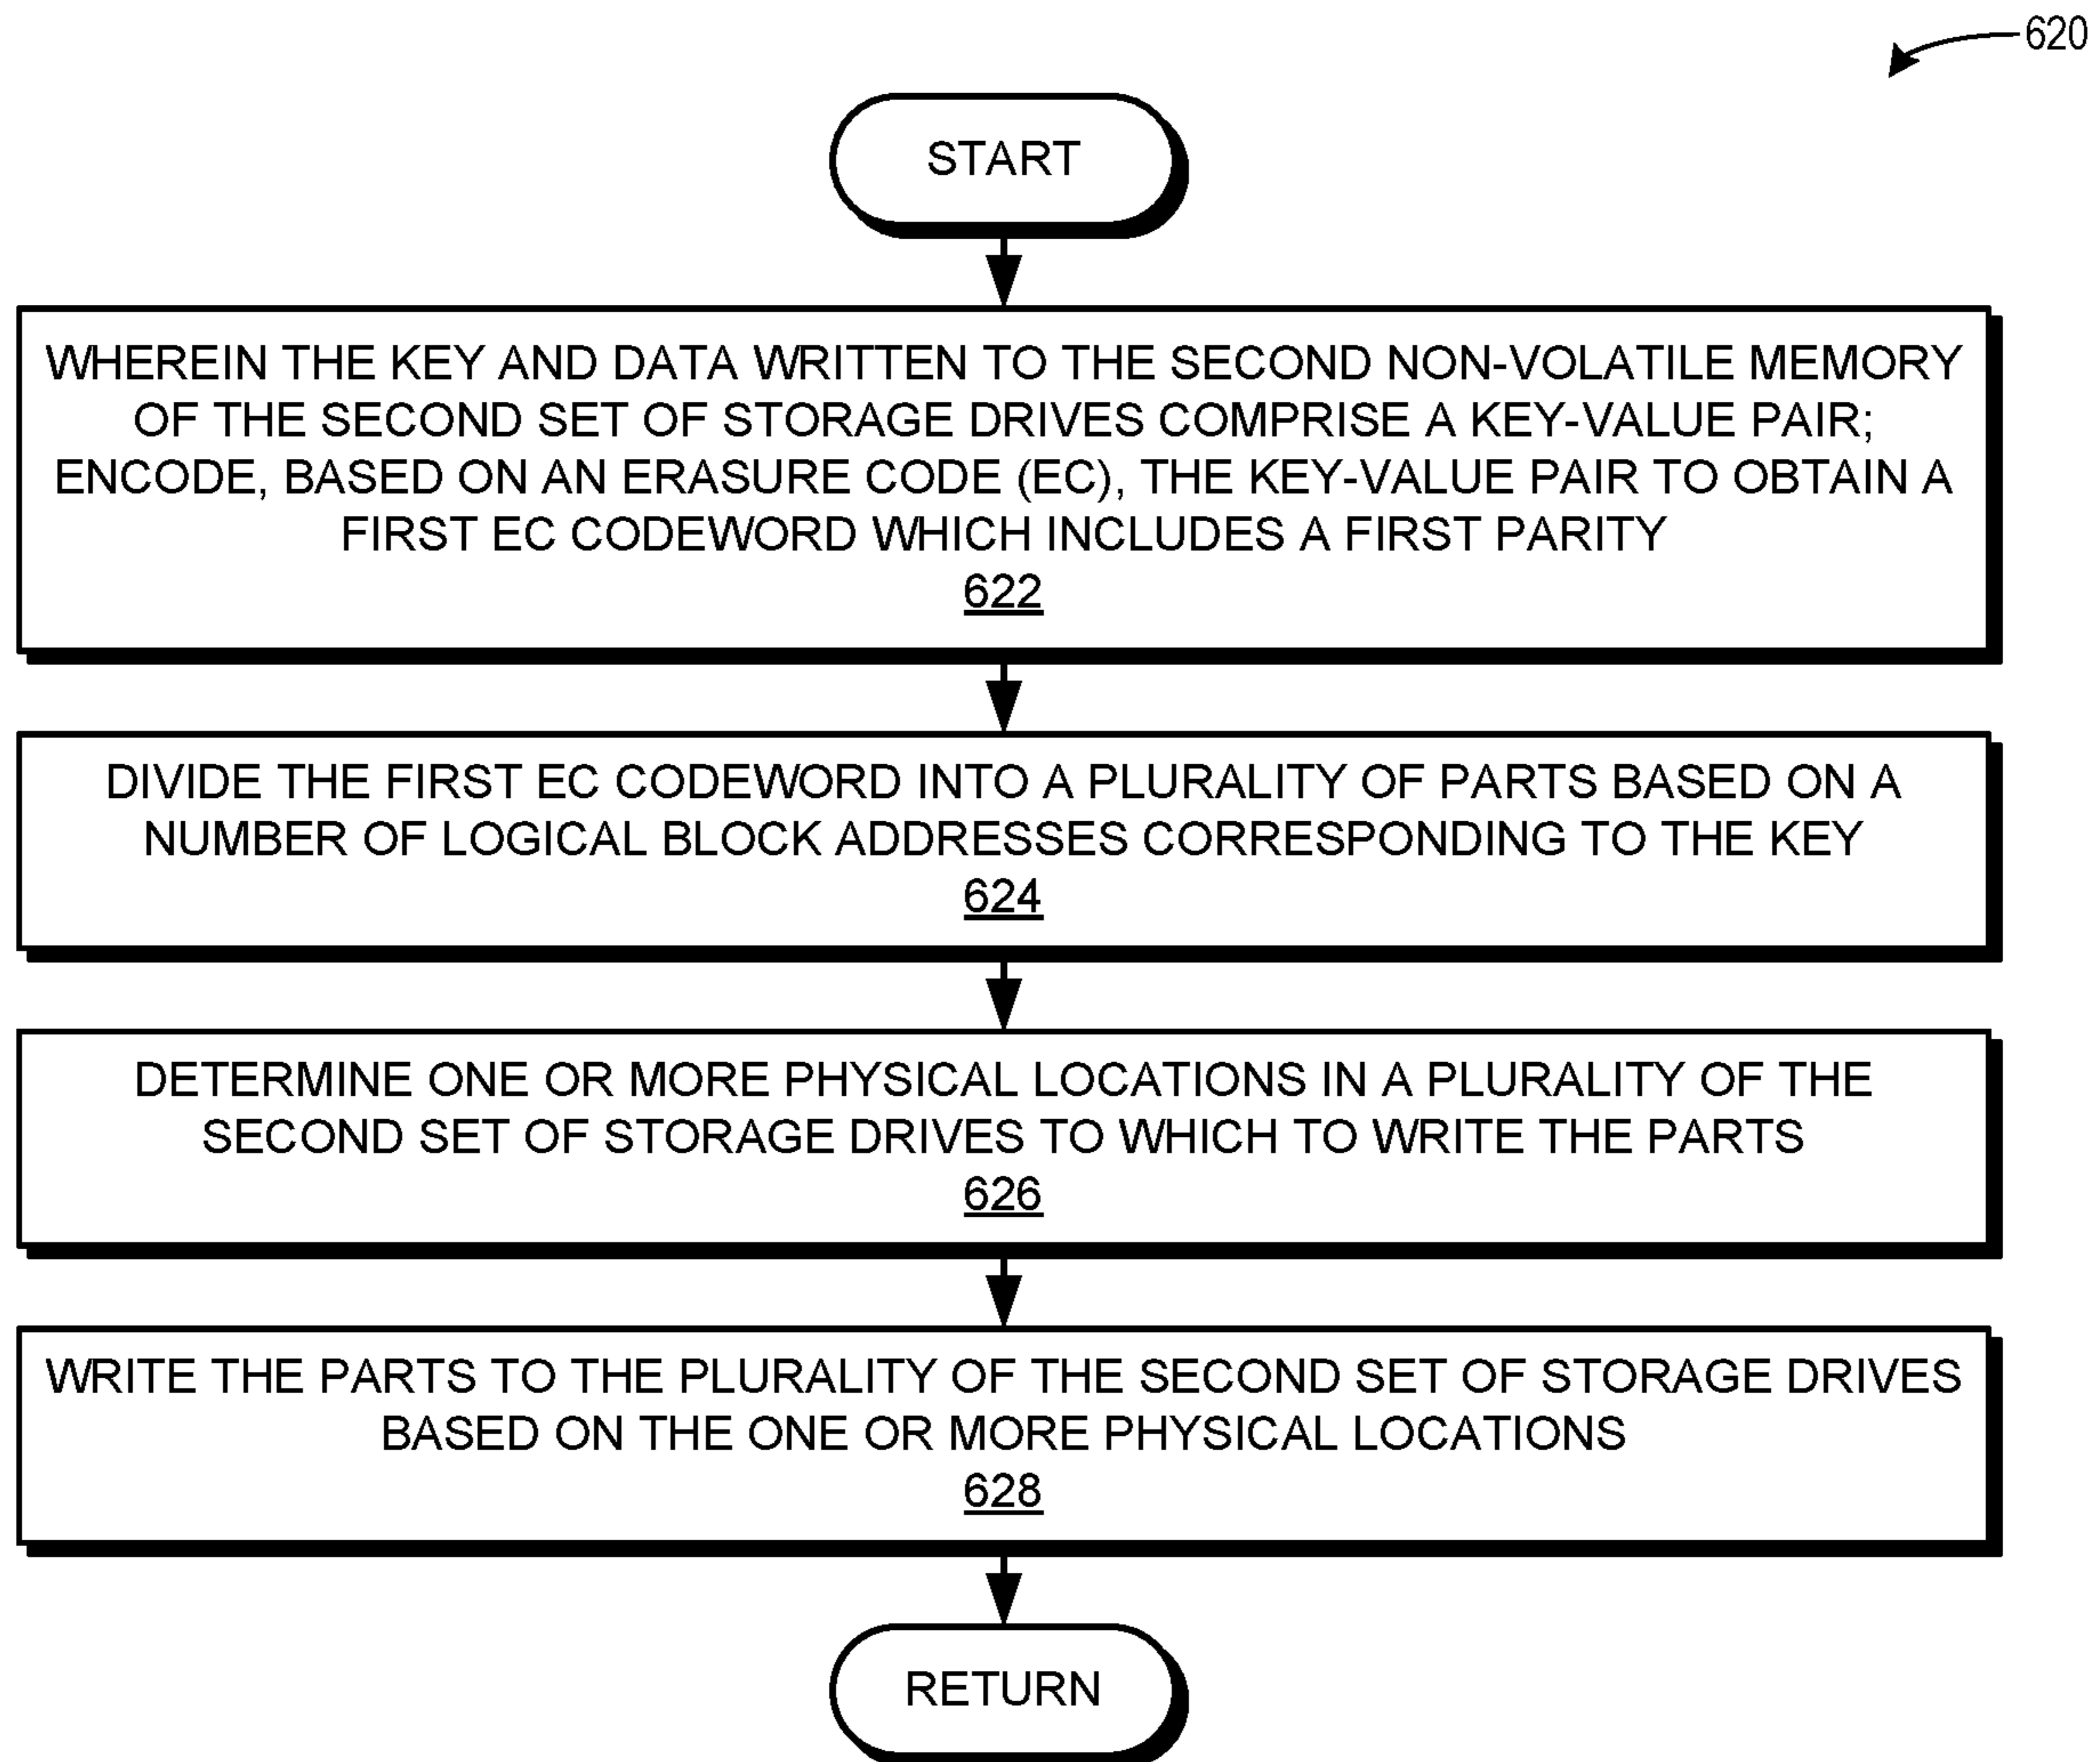 620
START
WHEREIN THE KEY AND DATA WRITTEN TO THE SECOND NON-VOLATILE MEMORY
OF THE SECOND SET OF STORAGE DRIVES COMPRISE A KEY-VALUE PAIR;
ENCODE, BASED ON AN ERASURE CODE (EC), THE KEY-VALUE PAIR TO OBTAIN A
FIRST EC CODEWORD WHICH INCLUDES A FIRST PARITY
622
DIVIDE THE FIRST EC CODEWORD INTO A PLURALITY OF PARTS BASED ON A
NUMBER OF LOGICAL BLOCK ADDRESSES CORRESPONDING TO THE KEY
624
DETERMINE ONE OR MORE PHYSICAL LOCATIONS IN A PLURALITY OF THE
SECOND SET OF STORAGE DRIVES TO WHICH TO WRITE THE PARTS
626
WRITE THE PARTS TO THE PLURALITY OF THE SECOND SET OF STORAGE DRIVES
BASED ON THE ONE OR MORE PHYSICAL LOCATIONS
628
RETURN